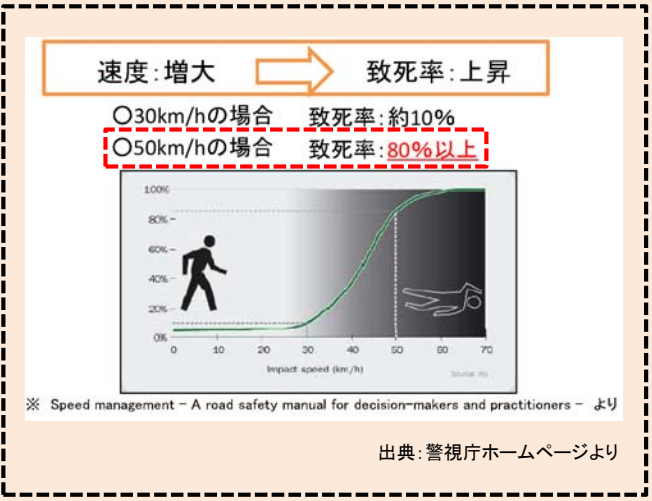 速度：増大　致死率：上昇
○30km/hの場合　致死率：約10％
○50km/hの場合　致死率：80％以上
100%
80%
60%
40%
20%
0%
0 10 20 30 40 50 60 70
Impact speed (km/h)
※ Speed management － A road safety manual for decision-makers and practitioners － より
出典：警視庁ホームページより